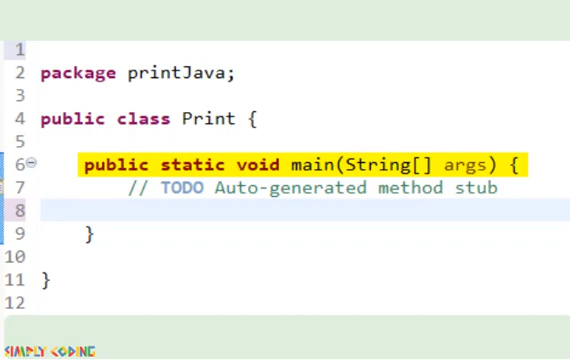 1
2 package printJava;
3
4 public class Print {
5
6 public static void main(String[] args) {
7 // TODO Auto-generated method stub
8
9 }
10
11 }
12
SIMPLY CODING